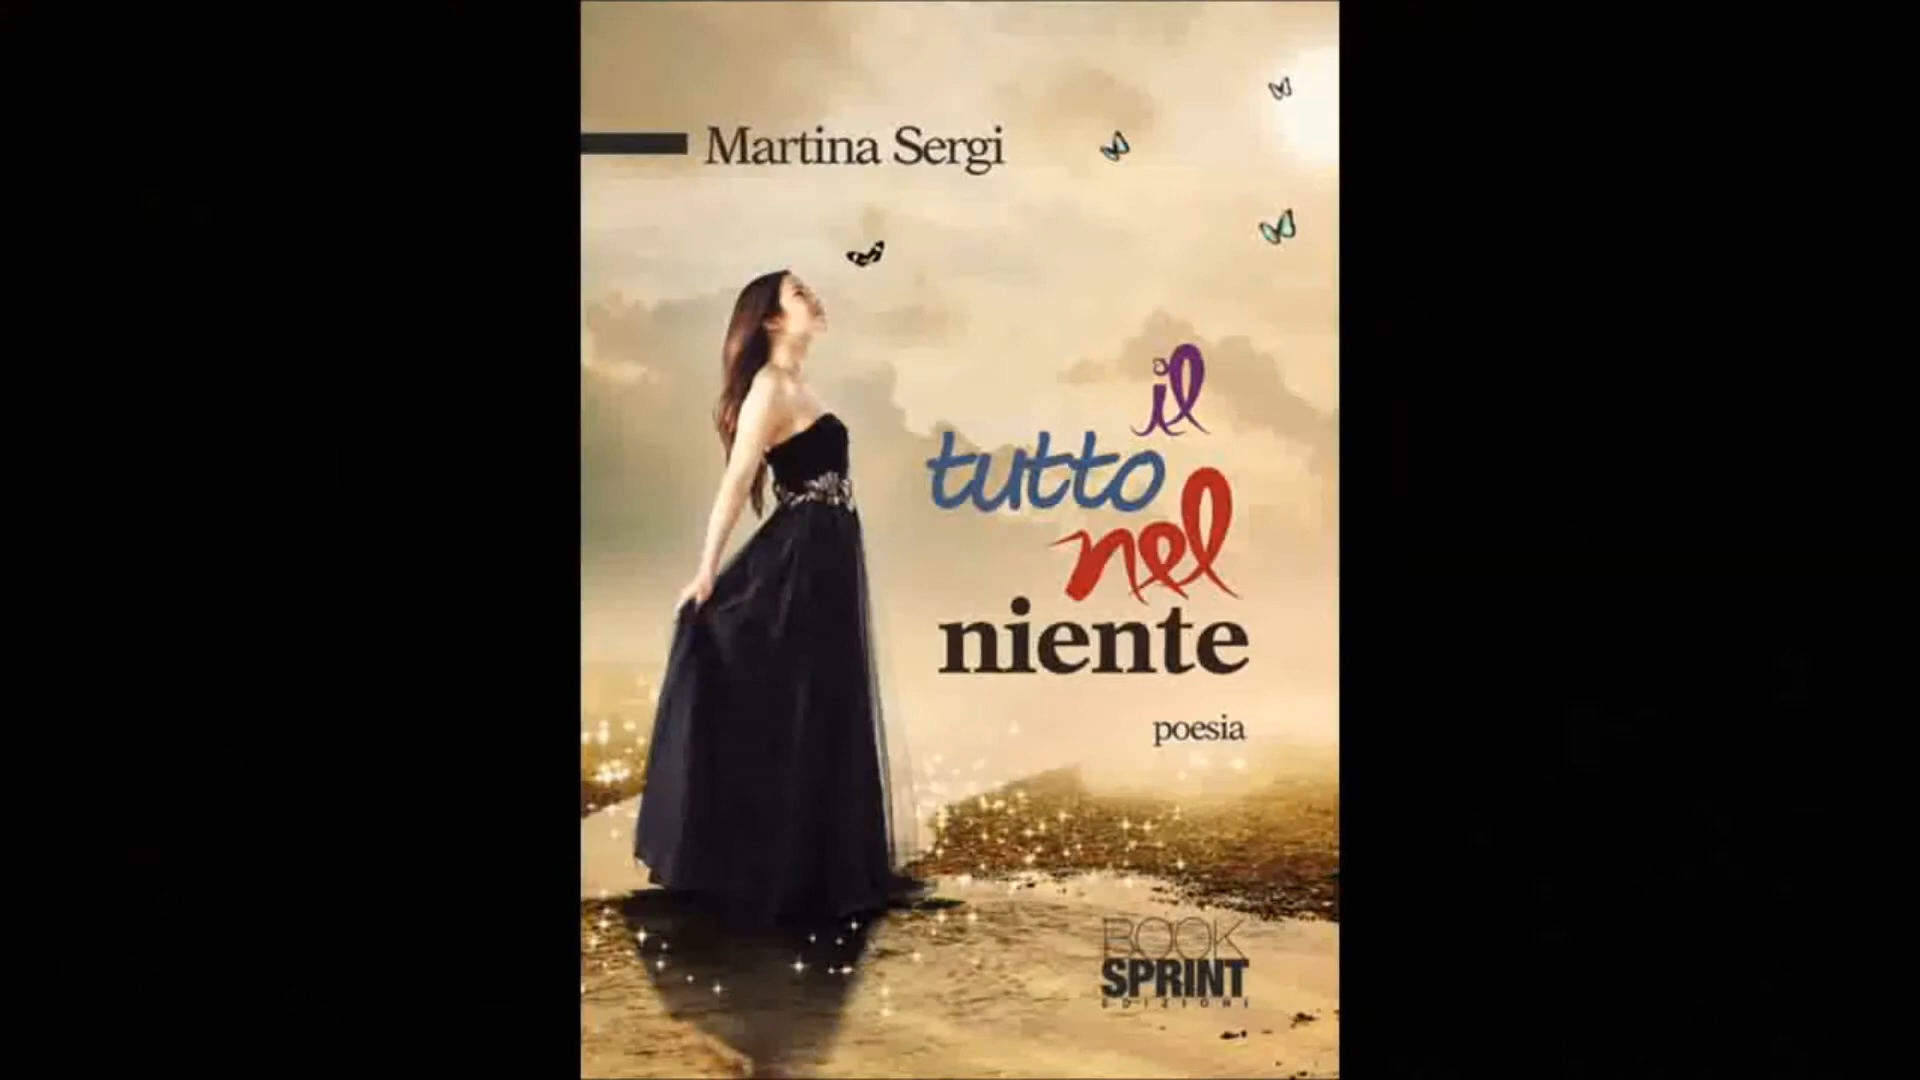 Martina Sergi
il
tutto
nel
niente
poesia
BOOK
SPRINT
EDIZIONI